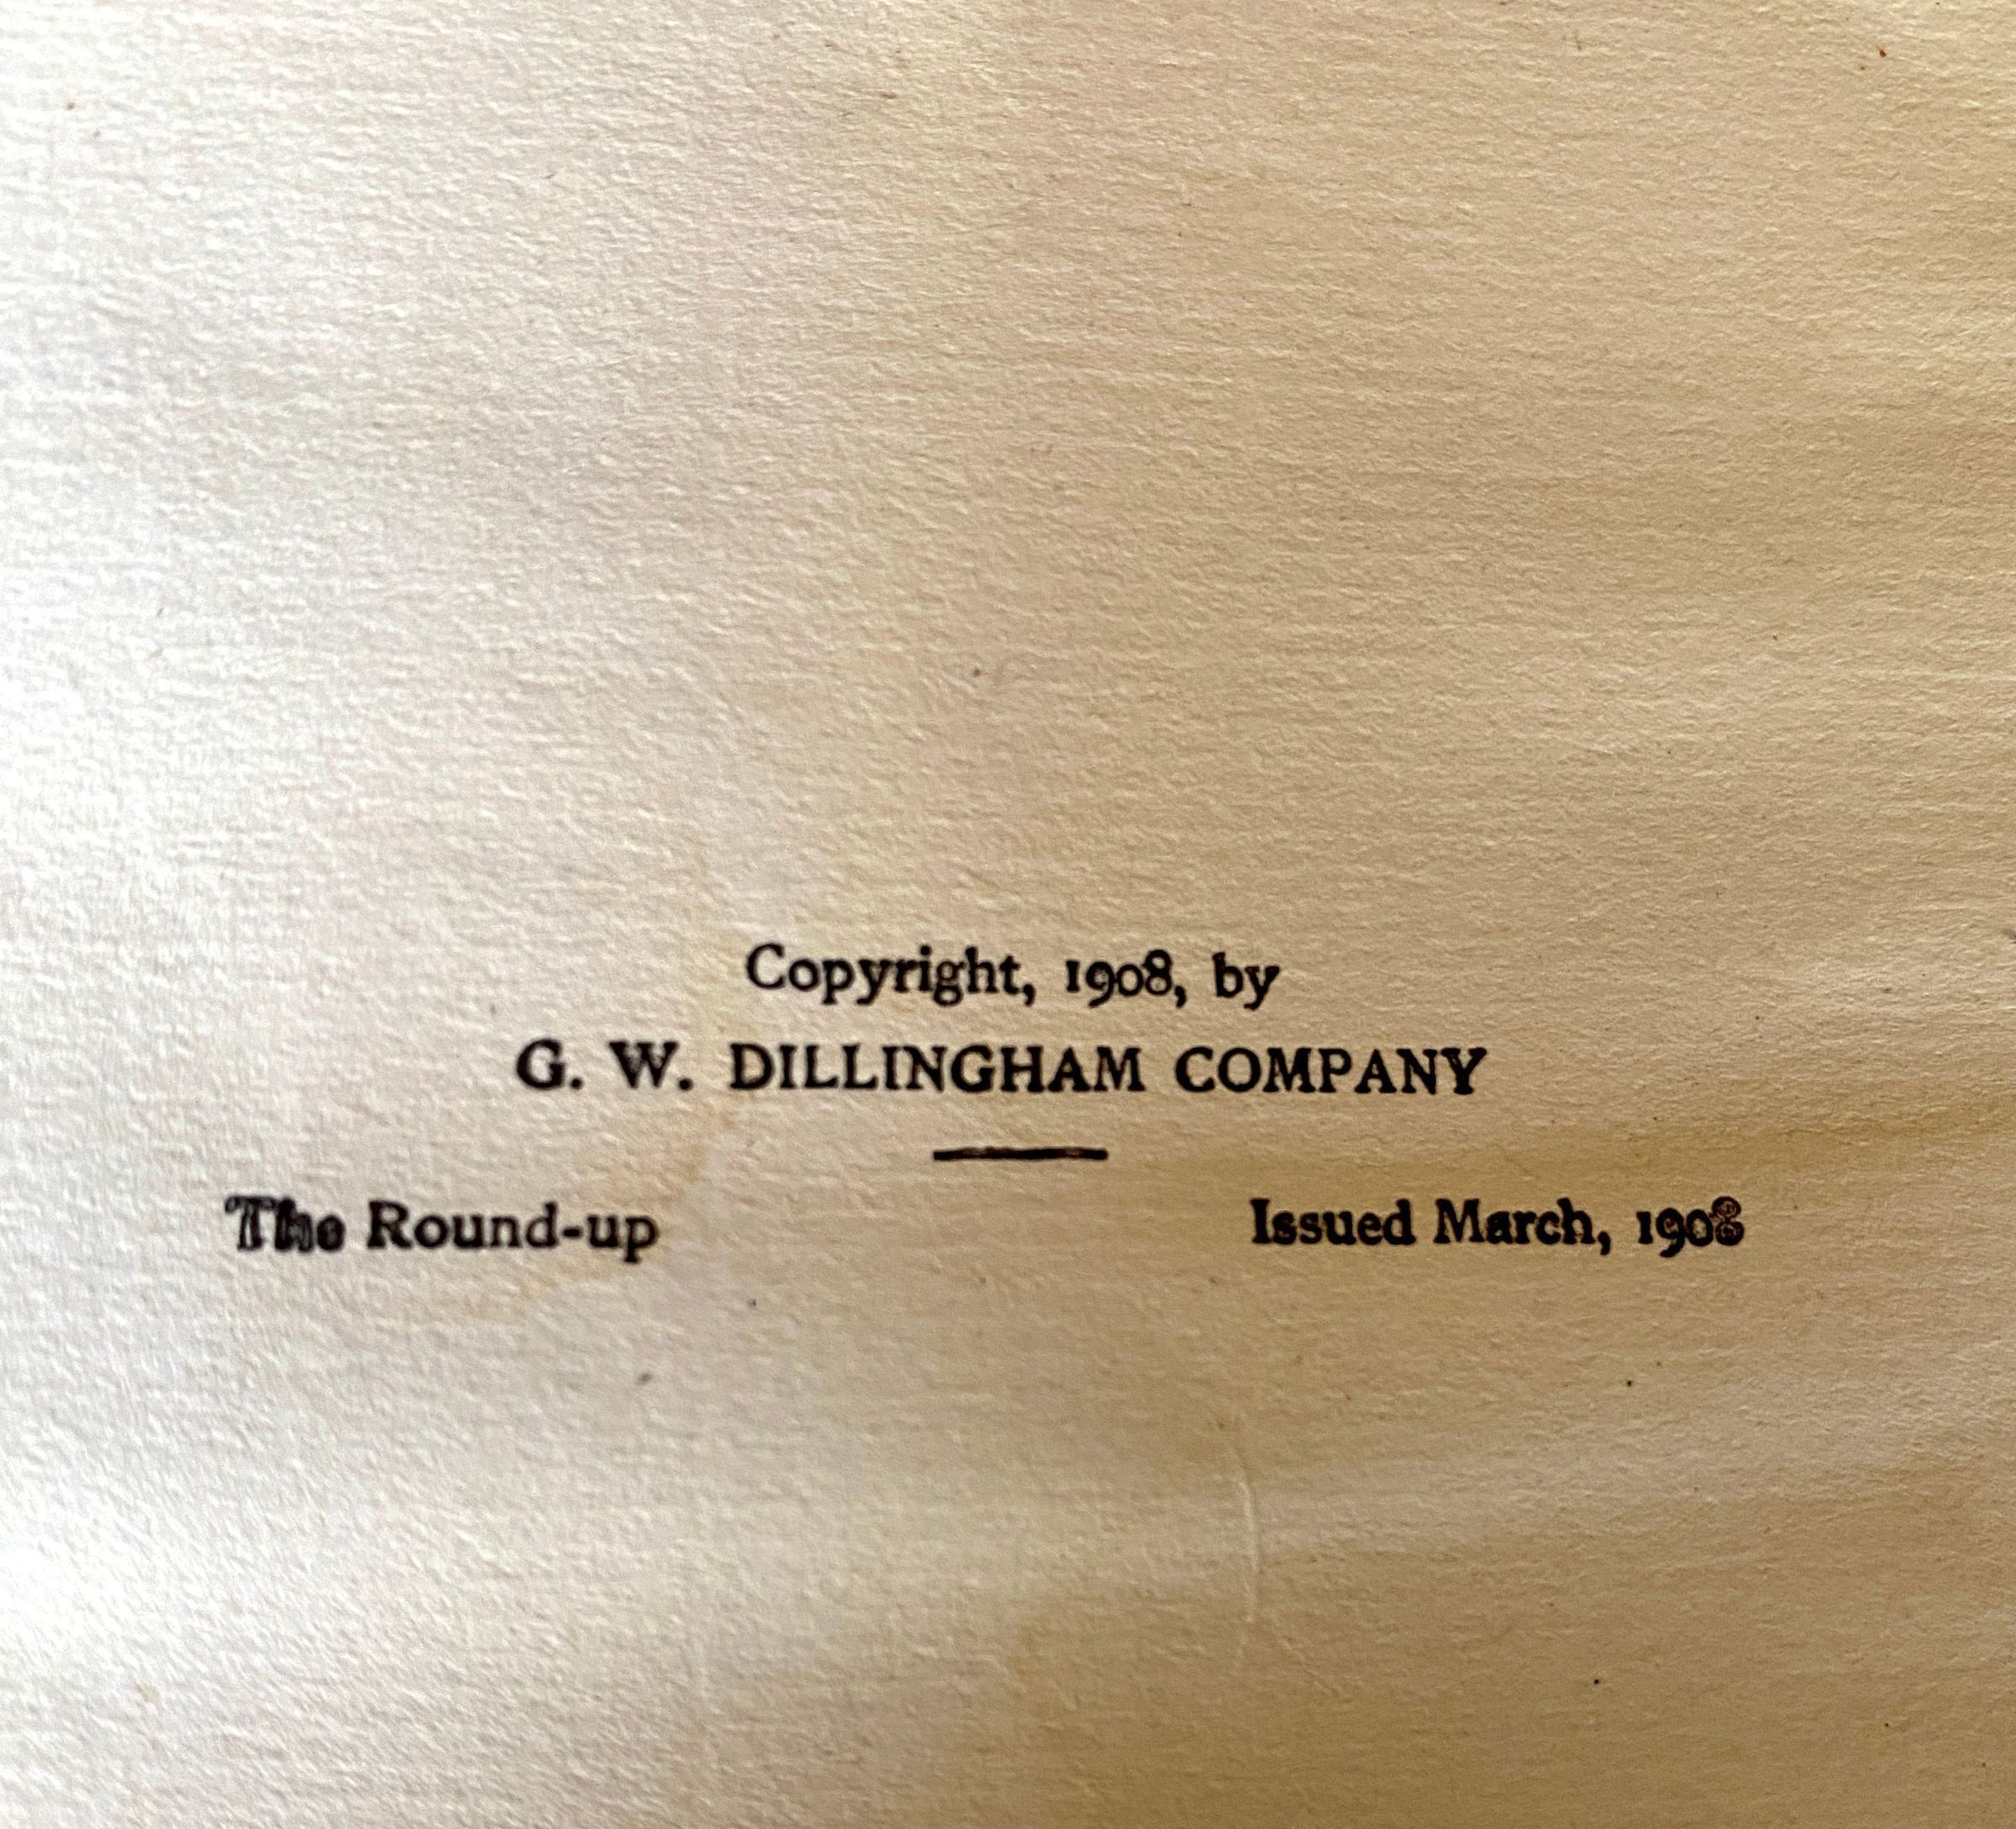 Copyright, 1908, by
G. W. DILLINGHAM COMPANY
The Round-up Issued March, 1908